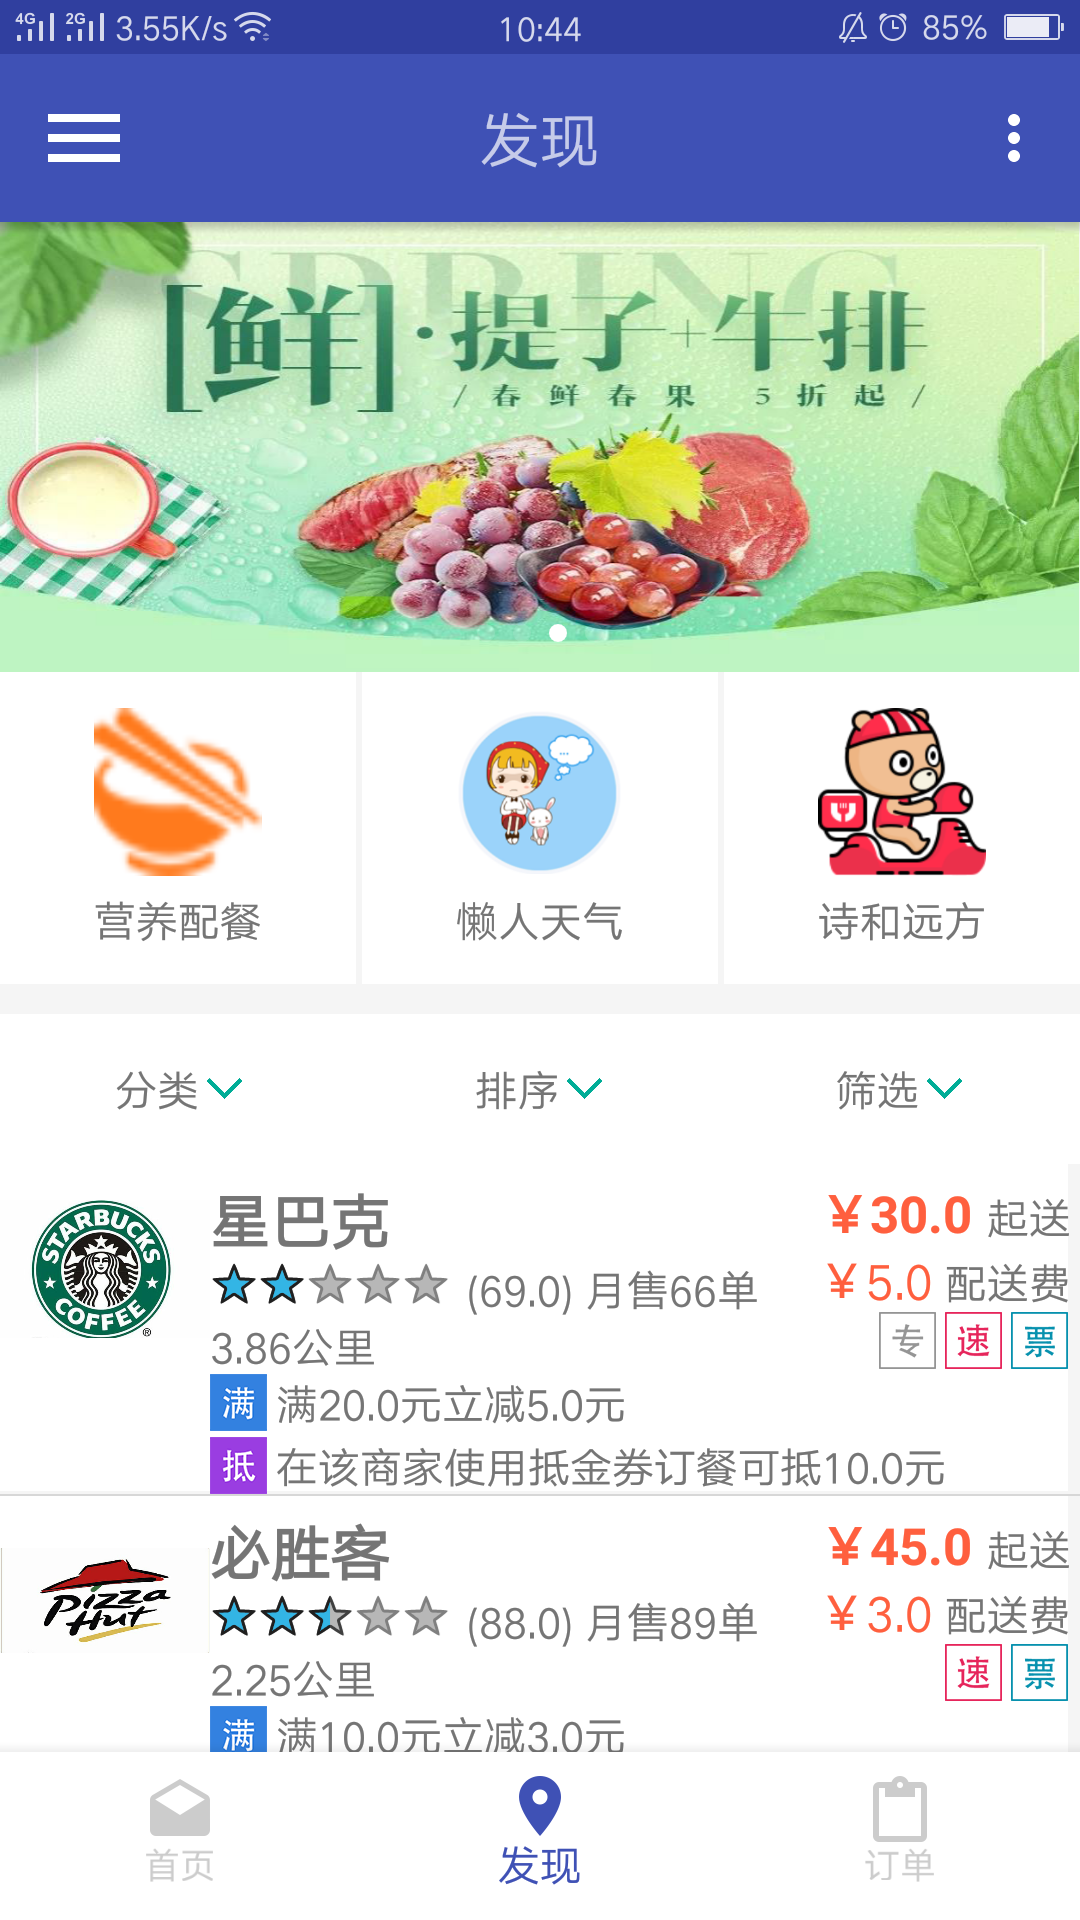 4G 2G 3.55K/s 10:44 85%
发现
SPRING
[鲜]·提子+牛排
/ 春鲜春果 5折起 /
营养配餐 懒人天气 诗和远方
分类 排序 筛选
STARBUCKS COFFEE ®
星巴克 ¥30.0 起送
(69.0) 月售66单 ¥5.0 配送费
3.86公里 专 速 票
满 满20.0元立减5.0元
抵 在该商家使用抵金券订餐可抵10.0元
Pizza Hut
必胜客 ¥45.0 起送
(88.0) 月售89单 ¥3.0 配送费
2.25公里 速 票
满 满10.0元立减3.0元
首页 发现 订单